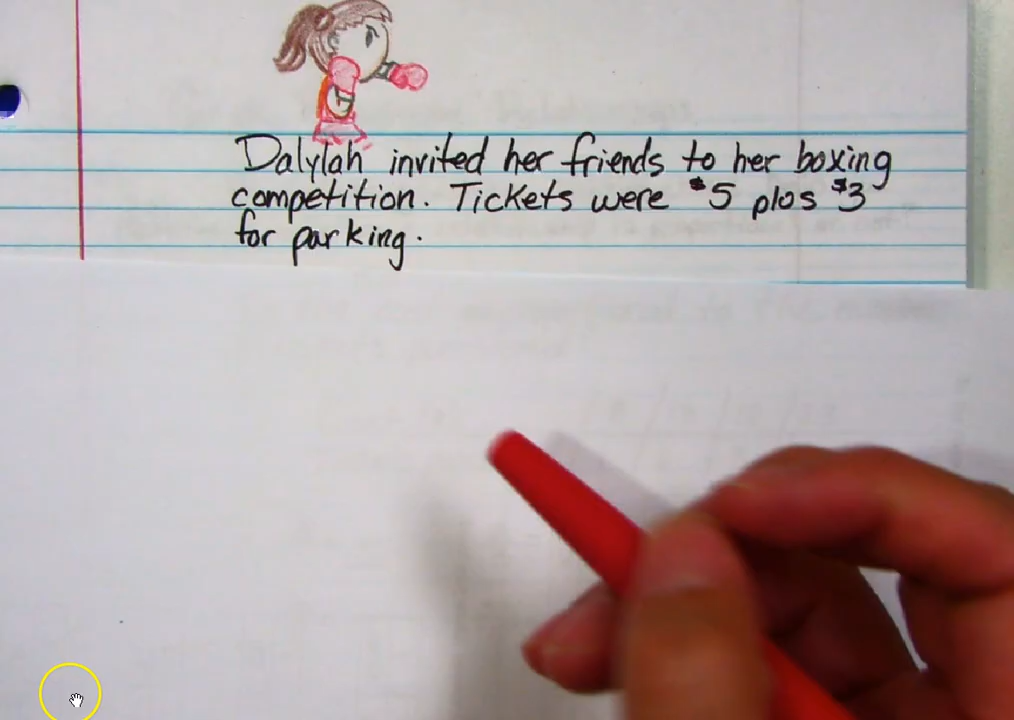 Dalylah invited her friends to her boxing
competition. Tickets were $5 plus $3
for parking.